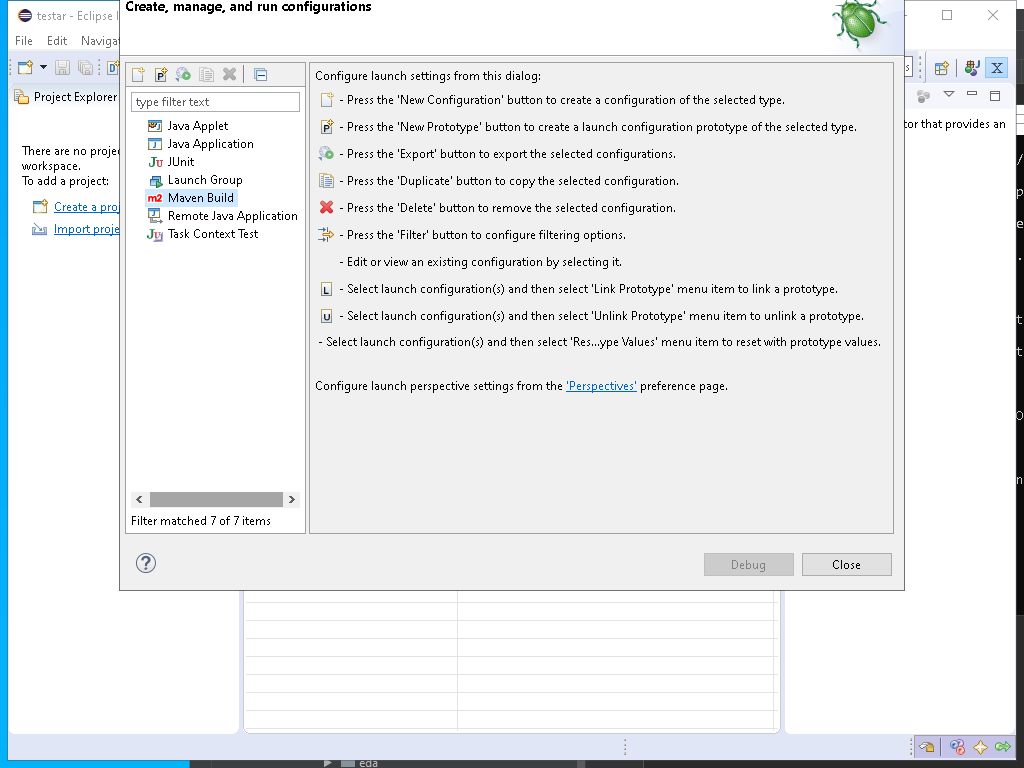 Create, manage, and run configurations
testar - Eclipse I
File Edit Navigat
Project Explorer
There are no projec
workspace.
To add a project:
Create a proj
Import proje
type filter text
Java Applet
Java Application
JUnit
Launch Group
Maven Build
Remote Java Application
Task Context Test
Filter matched 7 of 7 items
Configure launch settings from this dialog:
- Press the 'New Configuration' button to create a configuration of the selected type.
- Press the 'New Prototype' button to create a launch configuration prototype of the selected type.
- Press the 'Export' button to export the selected configurations.
- Press the 'Duplicate' button to copy the selected configuration.
- Press the 'Delete' button to remove the selected configuration.
- Press the 'Filter' button to configure filtering options.
- Edit or view an existing configuration by selecting it.
- Select launch configuration(s) and then select 'Link Prototype' menu item to link a prototype.
- Select launch configuration(s) and then select 'Unlink Prototype' menu item to unlink a prototype.
- Select launch configuration(s) and then select 'Res...ype Values' menu item to reset with prototype values.
Configure launch perspective settings from the 'Perspectives' preference page.
Debug
Close
tor that provides an
eda